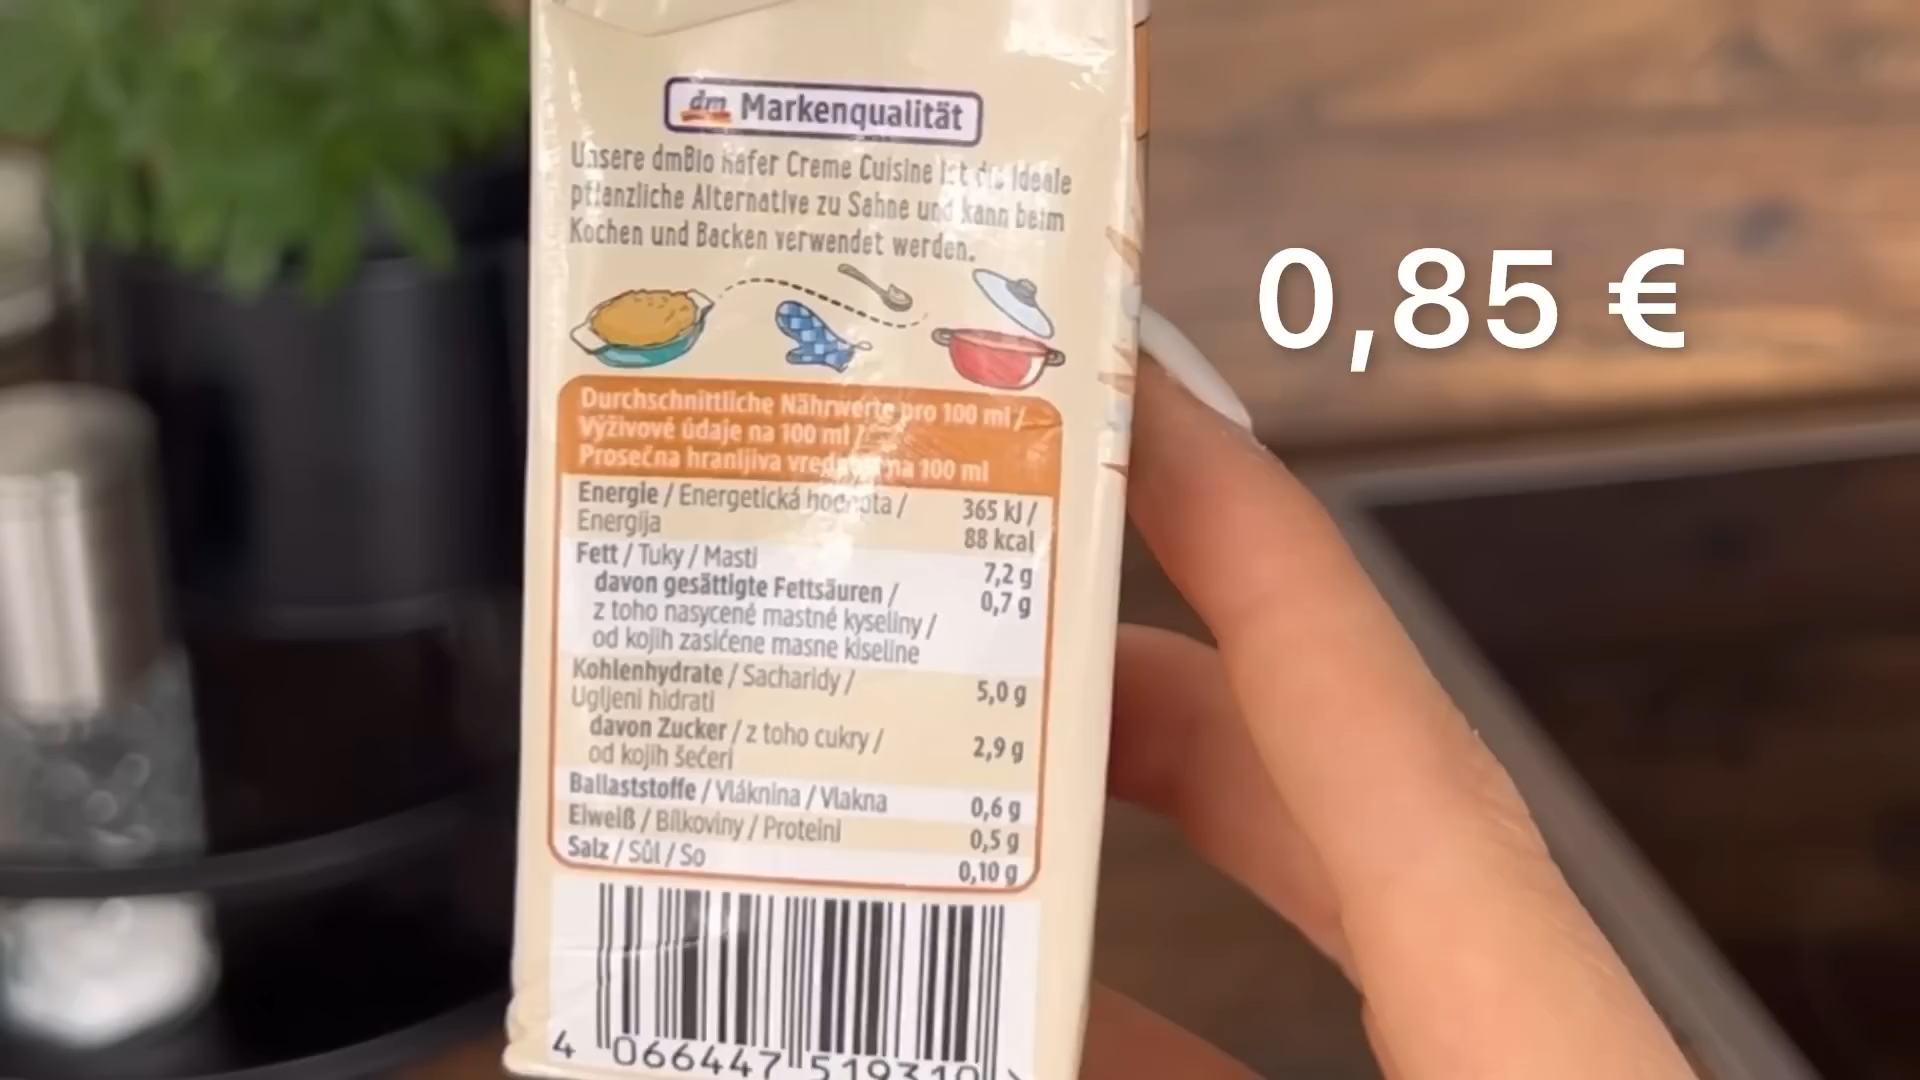 dm Markenqualität
Unsere dmBio Hafer Creme Cuisine ist die ideale
pflanzliche Alternative zu Sahne und kann beim
Kochen und Backen verwendet werden.
0,85 €
Durchschnittliche Nährwerte pro 100 ml /
Výživové údaje na 100 ml /
Prosečna hranljiva vrednost na 100 ml
Energie / Energetická hodnota / 365 kJ /
Energija 88 kcal
Fett / Tuky / Masti 7,2 g
davon gesättigte Fettsäuren / 0,7 g
z toho nasycené mastné kyseliny /
od kojih zasićene masne kiseline
Kohlenhydrate / Sacharidy / 5,0 g
Ugljeni hidrati
davon Zucker / z toho cukry / 2,9 g
od kojih šećeri
Ballaststoffe / Vláknina / Vlakna 0,6 g
Eiweiß / Bílkoviny / Proteini 0,5 g
Salz / Sůl / So 0,10 g
4 066447 519310 >